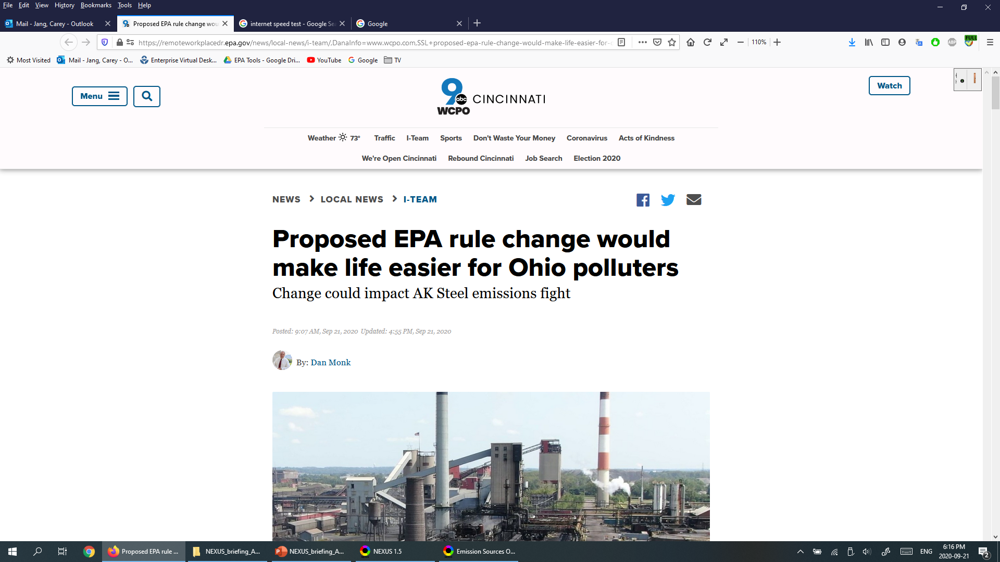 File Edit View History Bookmarks Tools Help
Mail - Jang, Carey - Outlook
Proposed EPA rule change wou
internet speed test - Google Sea
Google
https://remoteworkplacedr.epa.gov/news/local-news/i-team/,DanaInfo=www.wcpo.com,SSL+proposed-epa-rule-change-would-make-life-easier-for-o
110%
ABP
FULL
Most Visited
Mail - Jang, Carey - O...
Enterprise Virtual Desk...
EPA Tools - Google Dri...
YouTube
Google
TV
Menu
9
abc
WCPO
CINCINNATI
Watch
Weather 73° Traffic I-Team Sports Don't Waste Your Money Coronavirus Acts of Kindness
We're Open Cincinnati Rebound Cincinnati Job Search Election 2020
NEWS > LOCAL NEWS > I-TEAM
Proposed EPA rule change would
make life easier for Ohio polluters
Change could impact AK Steel emissions fight
Posted: 9:07 AM, Sep 21, 2020 Updated: 4:55 PM, Sep 21, 2020
By: Dan Monk
Proposed EPA rule ...
NEXUS_briefing_A...
NEXUS_briefing_A...
NEXUS 1.5
Emission Sources O...
ENG
6:16 PM
2020-09-21
2